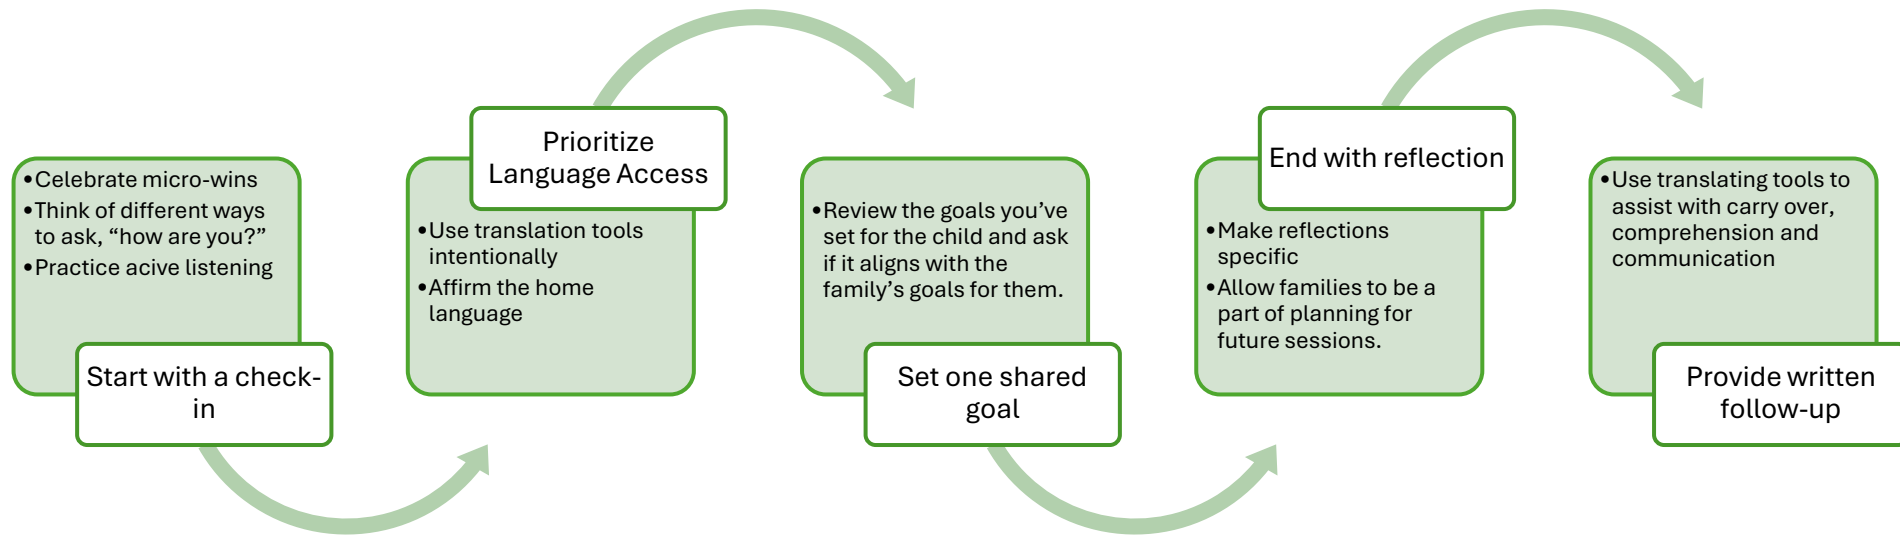 •Celebrate micro-wins
•Think of different ways
to ask, “how are you?”
•Practice acive listening
Start with a check-
in
Prioritize
Language Access
•Use translation tools
intentionally
•Affirm the home
language
•Review the goals you’ve
set for the child and ask
if it aligns with the
family’s goals for them.
Set one shared
goal
End with reflection
•Make reflections
specific
•Allow families to be a
part of planning for
future sessions.
•Use translating tools to
assist with carry over,
comprehension and
communication
Provide written
follow-up